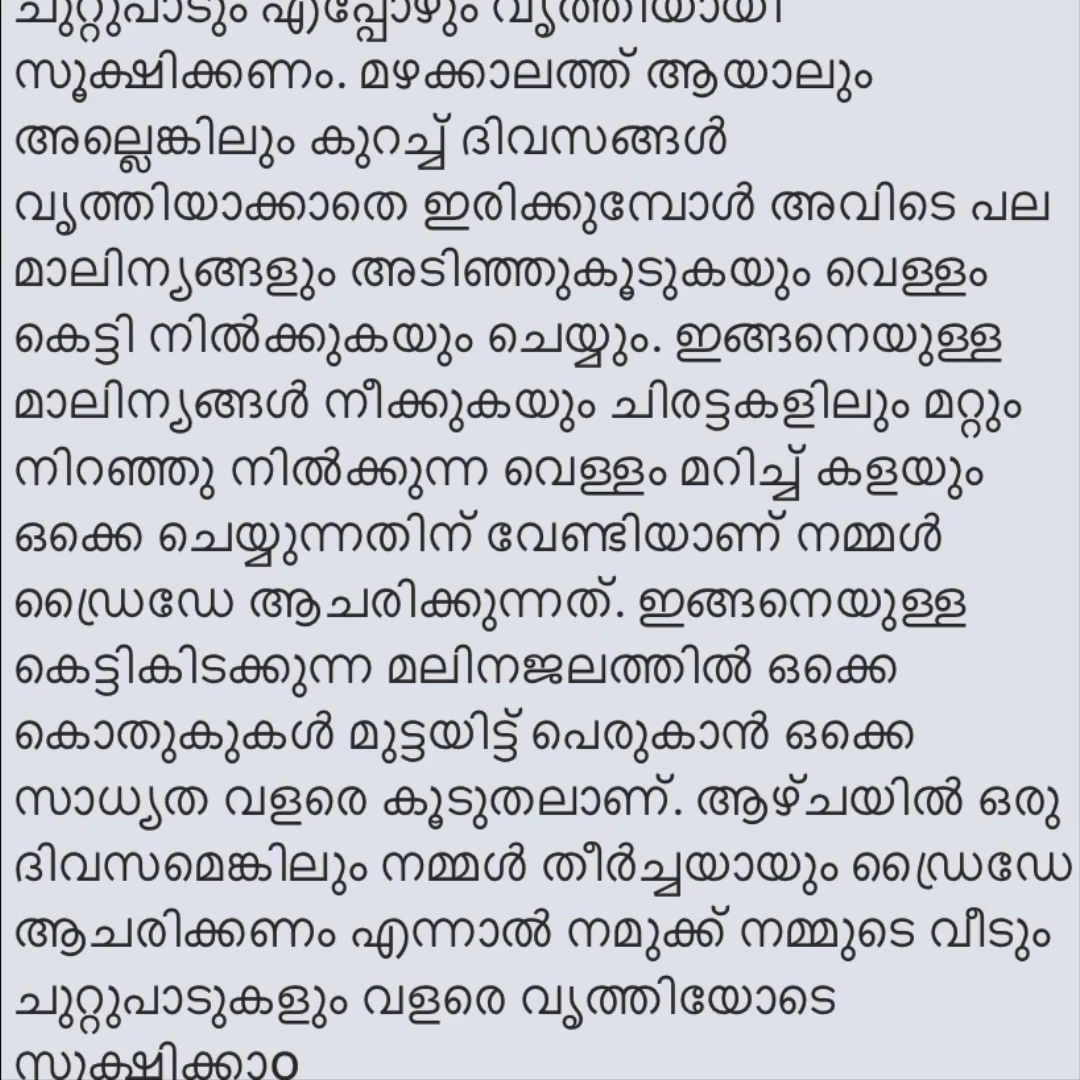 ചുറ്റുപാടും എപ്പോഴും വൃത്തിയായി
സൂക്ഷിക്കണം. മഴക്കാലത്ത് ആയാലും
അല്ലെങ്കിലും കുറച്ച് ദിവസങ്ങൾ
വൃത്തിയാക്കാതെ ഇരിക്കുമ്പോൾ അവിടെ പല
മാലിന്യങ്ങളും അടിഞ്ഞുകൂടുകയും വെള്ളം
കെട്ടി നിൽക്കുകയും ചെയ്യും. ഇങ്ങനെയുള്ള
മാലിന്യങ്ങൾ നീക്കുകയും ചിരട്ടകളിലും മറ്റും
നിറഞ്ഞു നിൽക്കുന്ന വെള്ളം മറിച്ച് കളയും
ഒക്കെ ചെയ്യുന്നതിന് വേണ്ടിയാണ് നമ്മൾ
ഡ്രൈഡേ ആചരിക്കുന്നത്. ഇങ്ങനെയുള്ള
കെട്ടികിടക്കുന്ന മലിനജലത്തിൽ ഒക്കെ
കൊതുകുകൾ മുട്ടയിട്ട് പെരുകാൻ ഒക്കെ
സാധ്യത വളരെ കൂടുതലാണ്. ആഴ്ചയിൽ ഒരു
ദിവസമെങ്കിലും നമ്മൾ തീർച്ചയായും ഡ്രൈഡേ
ആചരിക്കണം എന്നാൽ നമുക്ക് നമ്മുടെ വീടും
ചുറ്റുപാടുകളും വളരെ വൃത്തിയോടെ
സൂക്ഷിക്കാo